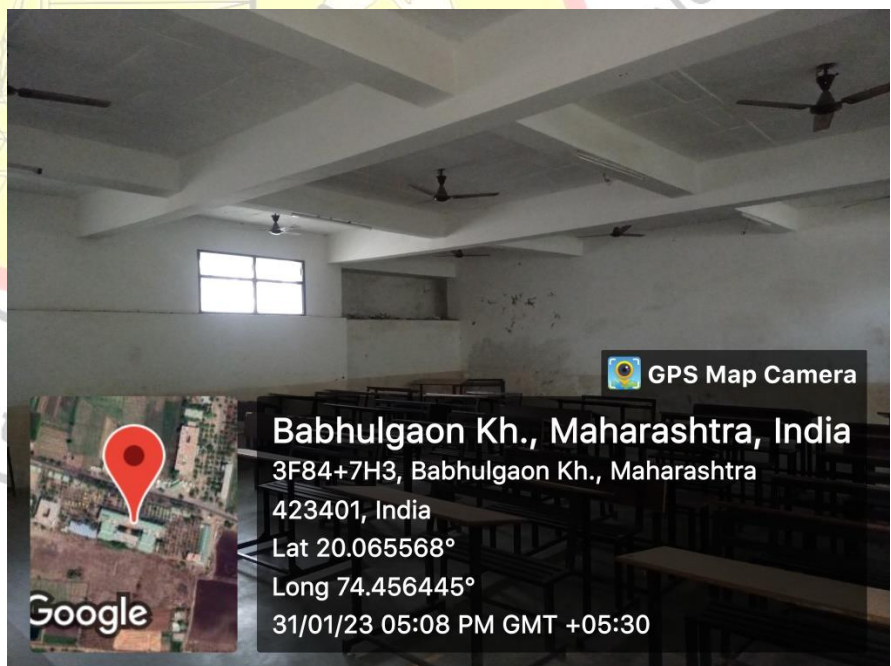 GPS Map Camera
Babhulgaon Kh., Maharashtra, India
3F84+7H3, Babhulgaon Kh., Maharashtra
423401, India
Lat 20.065568°
Long 74.456445°
31/01/23 05:08 PM GMT +05:30
Google